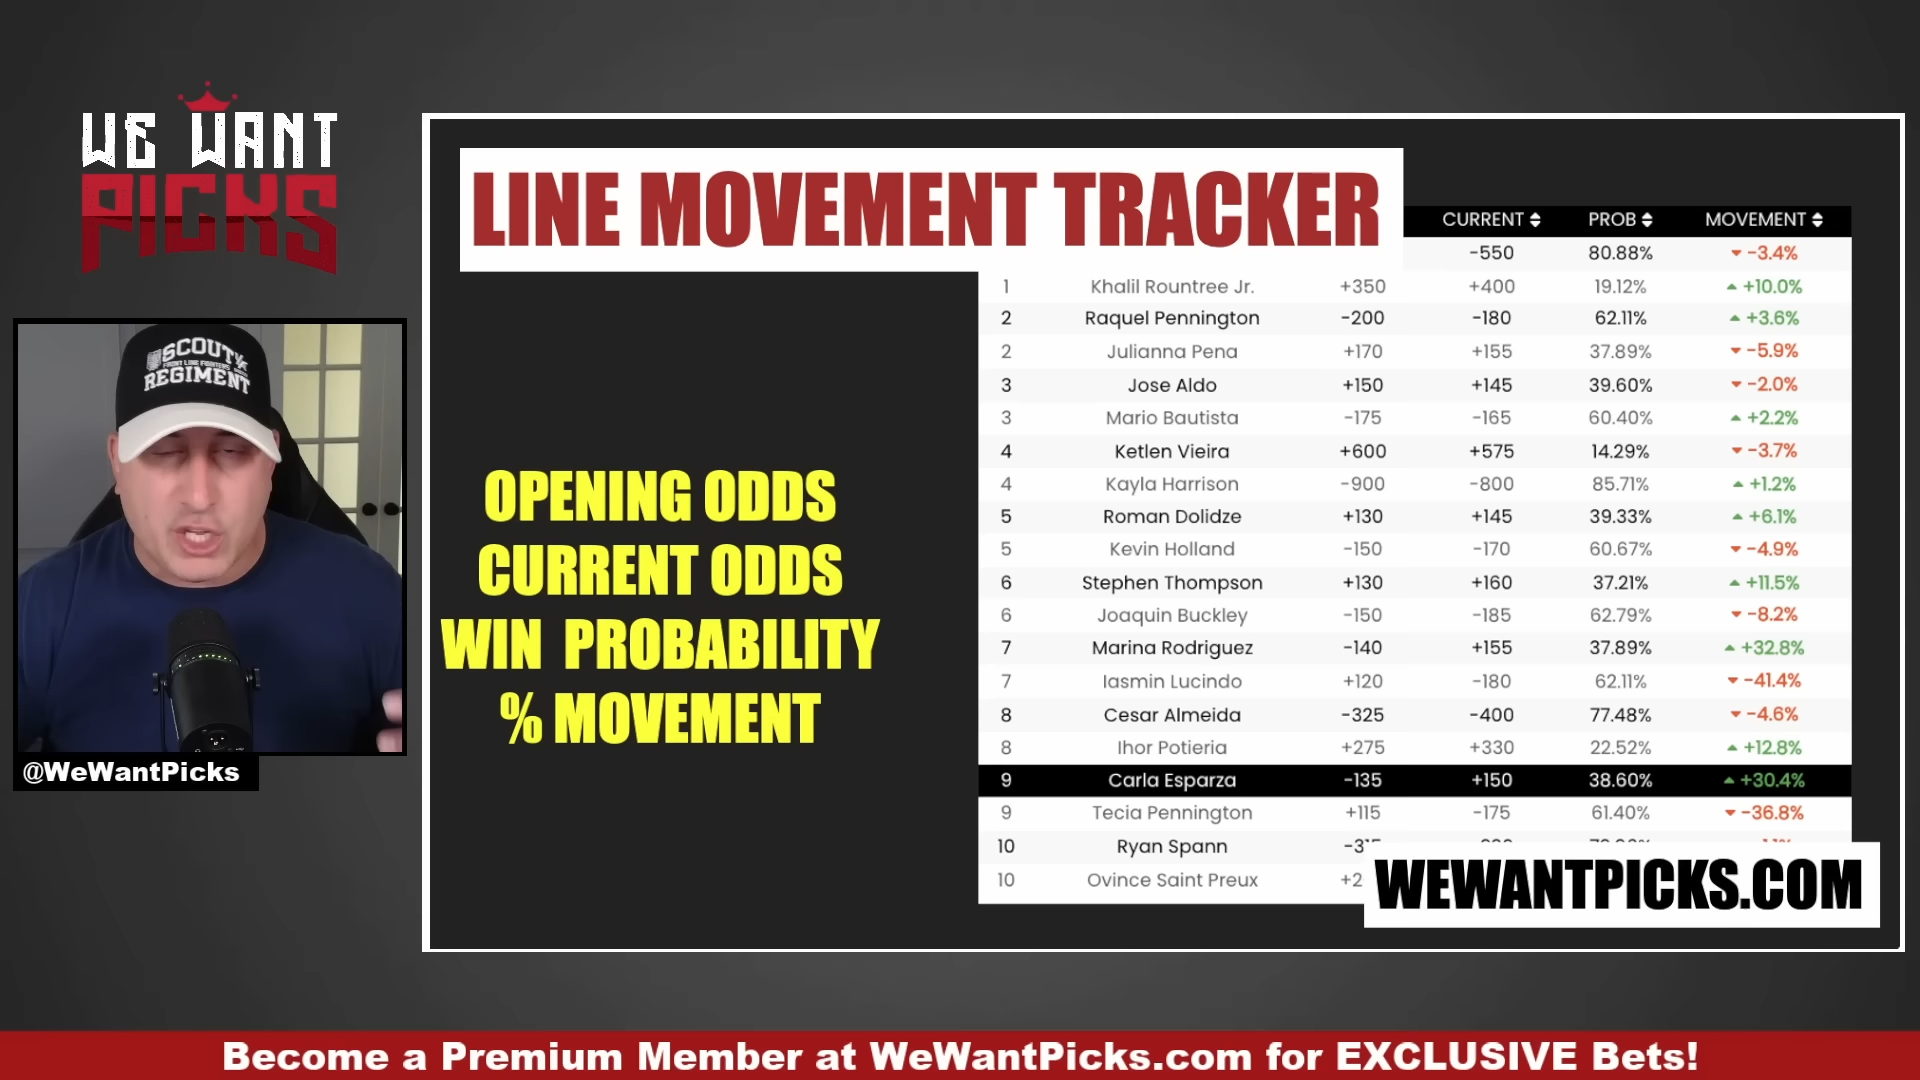 WE WANT
PICKS
SCOUT
REGIMENT
@WeWantPicks
LINE MOVEMENT TRACKER
OPENING ODDS
CURRENT ODDS
WIN PROBABILITY
% MOVEMENT
CURRENT PROB MOVEMENT
-550 80.88% -3.4%
1 Khalil Rountree Jr. +350 +400 19.12% +10.0%
2 Raquel Pennington -200 -180 62.11% +3.6%
2 Julianna Pena +170 +155 37.89% -5.9%
3 Jose Aldo +150 +145 39.60% -2.0%
3 Mario Bautista -175 -165 60.40% +2.2%
4 Ketlen Vieira +600 +575 14.29% -3.7%
4 Kayla Harrison -900 -800 85.71% +1.2%
5 Roman Dolidze +130 +145 39.33% +6.1%
5 Kevin Holland -150 -170 60.67% -4.9%
6 Stephen Thompson +130 +160 37.21% +11.5%
6 Joaquin Buckley -150 -185 62.79% -8.2%
7 Marina Rodriguez -140 +155 37.89% +32.8%
7 Iasmin Lucindo +120 -180 62.11% -41.4%
8 Cesar Almeida -325 -400 77.48% -4.6%
8 Ihor Potieria +275 +330 22.52% +12.8%
9 Carla Esparza -135 +150 38.60% +30.4%
9 Tecia Pennington +115 -175 61.40% -36.8%
10 Ryan Spann
10 Ovince Saint Preux
WEWANTPICKS.COM
Become a Premium Member at WeWantPicks.com for EXCLUSIVE Bets!